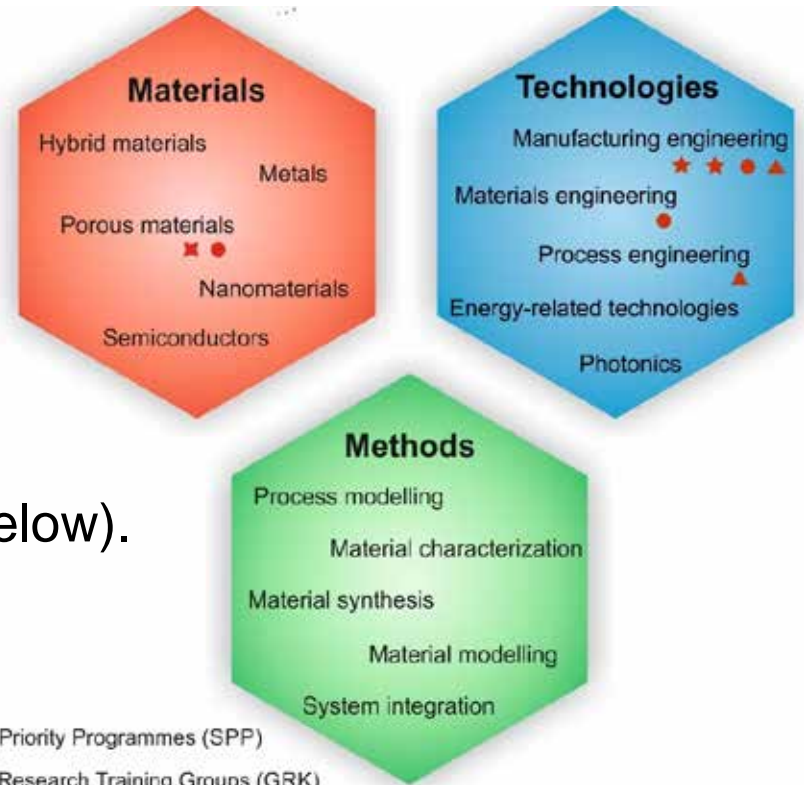 Materials
Hybrid materials
Metals
Porous materials
Nanomaterials
Semiconductors
Technologies
Manufacturing engineering
Materials engineering
Process engineering
Energy-related technologies
Photonics
elow).
Methods
Process modelling
Material characterization
Material synthesis
Material modelling
System integration
Priority Programmes (SPP)
Research Training Groups (GRK)